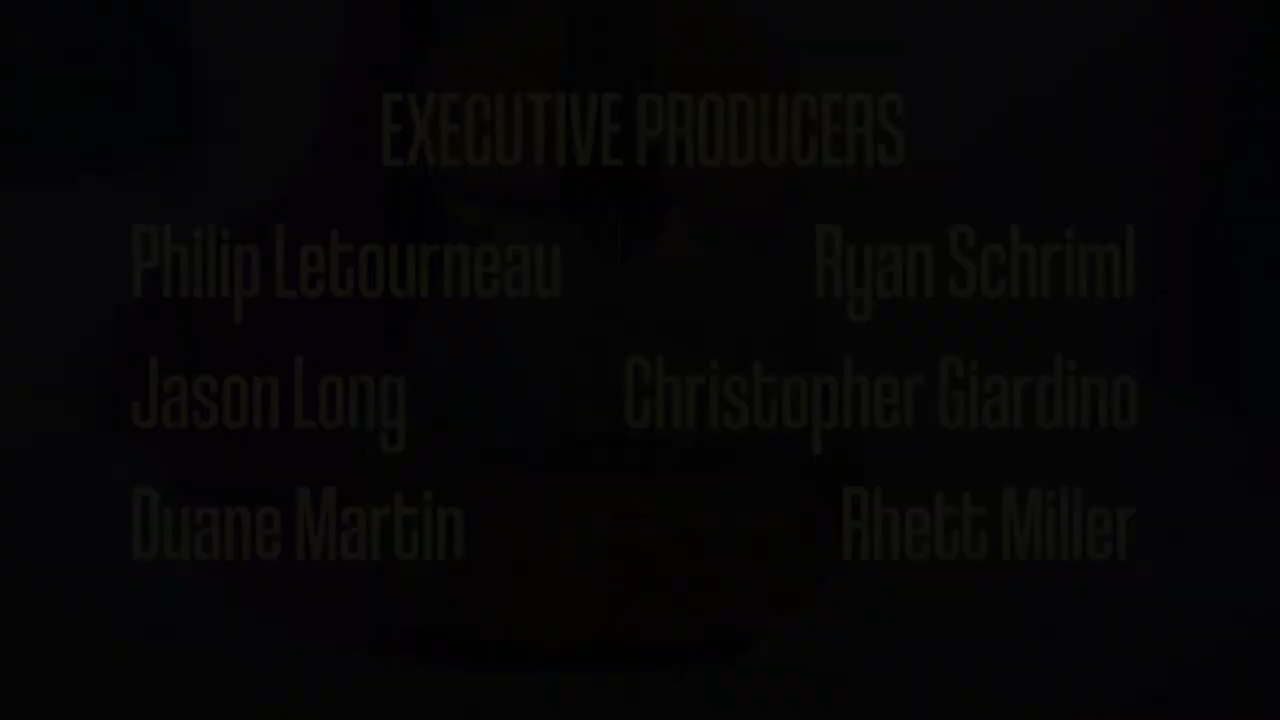 EXECUTIVE PRODUCERS
Philip Letourneau Ryan Schriml
Jason Long Christopher Giardino
Duane Martin Rhett Miller